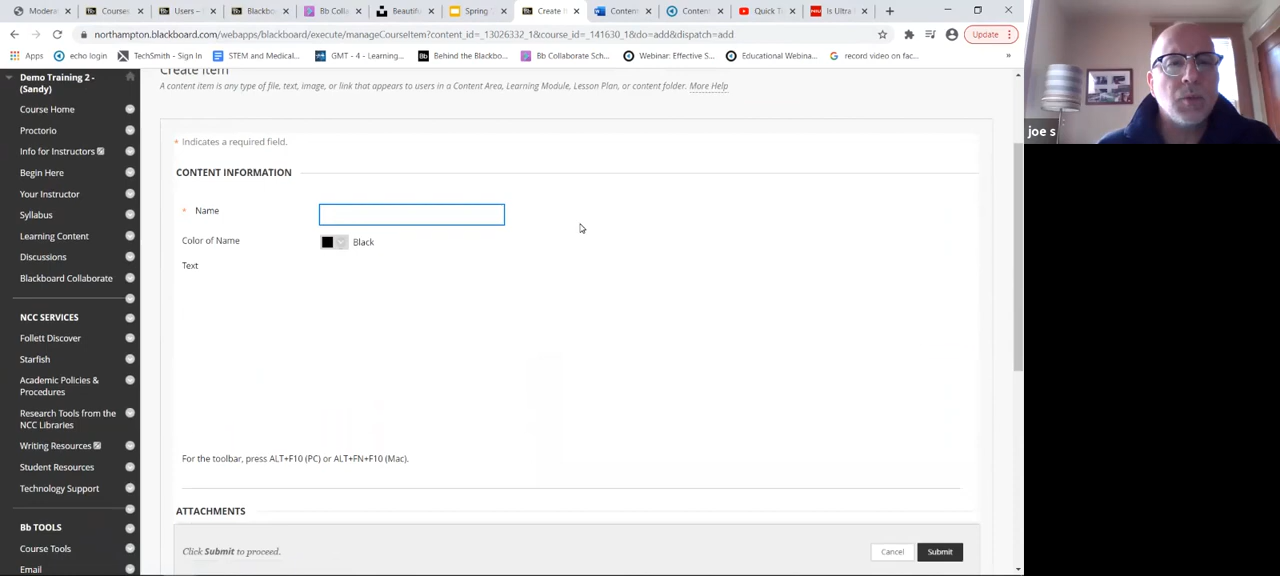 Modera
Courses
Users –
Blackbo
Bb Colla
Beautifu
Spring
Create It
Content
Content
Quick T
Is Ultra
northampton.blackboard.com/webapps/blackboard/execute/manageCourseItem?content_id=_13026332_1&course_id=_141630_1&do=add&dispatch=add
Update
Apps
echo login
TechSmith - Sign In
STEM and Medical...
GMT - 4 - Learning...
Behind the Blackbo...
Bb Collaborate Sch...
Webinar: Effective S...
Educational Webina...
record video on fac...
»
Demo Training 2 -
(Sandy)
Course Home
Proctorio
Info for Instructors
Begin Here
Your Instructor
Syllabus
Learning Content
Discussions
Blackboard Collaborate
NCC SERVICES
Follett Discover
Starfish
Academic Policies &
Procedures
Research Tools from the
NCC Libraries
Writing Resources
Student Resources
Technology Support
Bb TOOLS
Course Tools
Email
Create Item
A content item is any type of file, text, image, or link that appears to users in a Content Area, Learning Module, Lesson Plan, or content folder. More Help
* Indicates a required field.
CONTENT INFORMATION
* Name
Color of Name
Black
Text
For the toolbar, press ALT+F10 (PC) or ALT+FN+F10 (Mac).
ATTACHMENTS
Click Submit to proceed.
Cancel
Submit
joe s